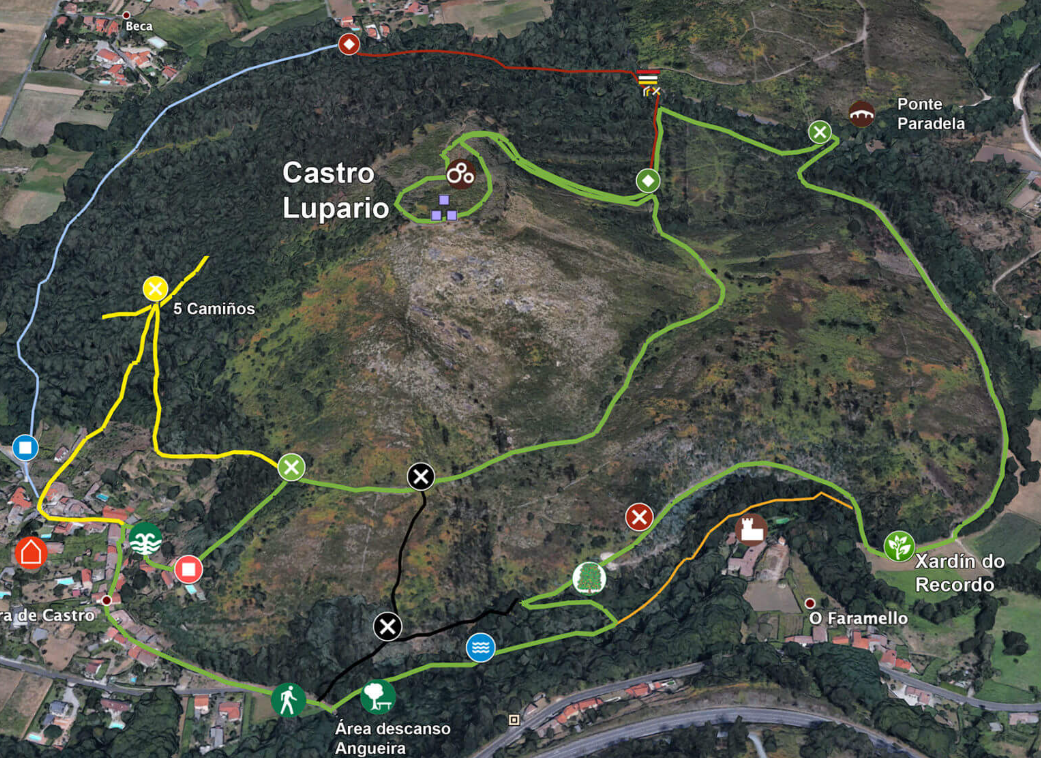 Beca
Ponte
Paradela
Castro
Lupario
5 Camiños
Xardín do
Recordo
ra de Castro
O Faramello
Área descanso
Angueira